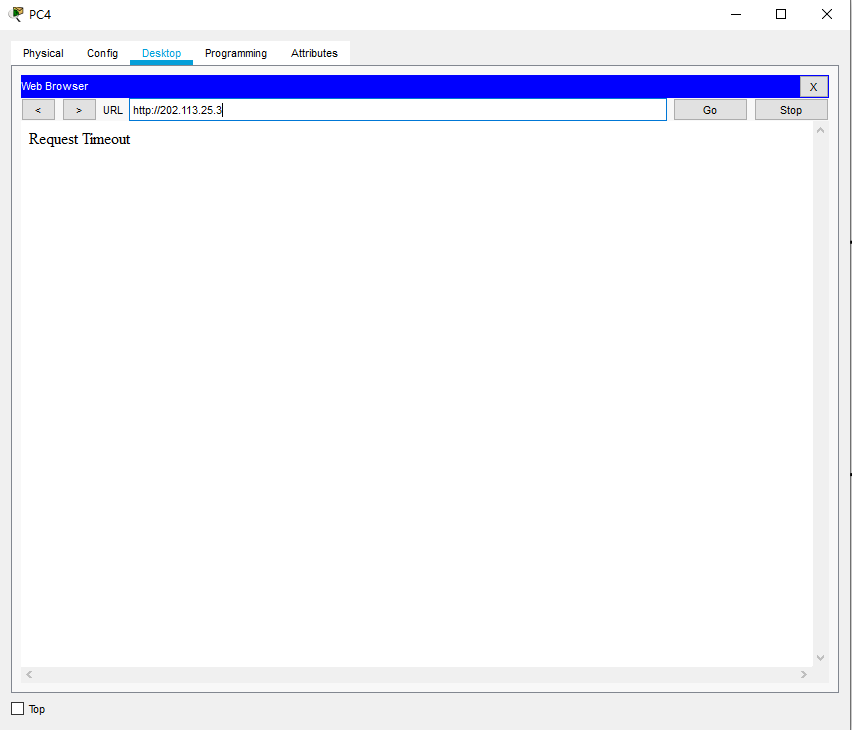 PC4
Physical Config Desktop Programming Attributes
Web Browser X
< > URL http://202.113.25.3 Go Stop
Request Timeout
Top